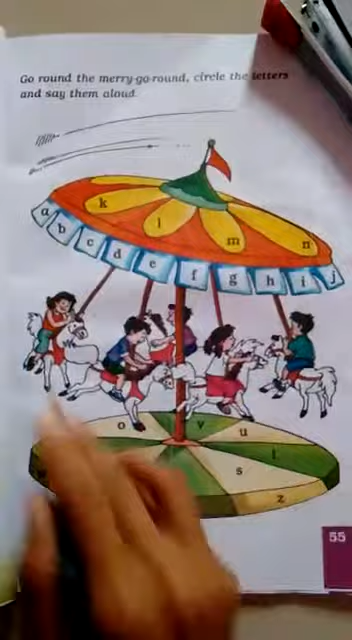 Go round the merry-go-round, circle the letters
and say them aloud.
k
l
m
n
a
b
c
d
e
f
g
h
i
j
o
v
u
t
s
z
55